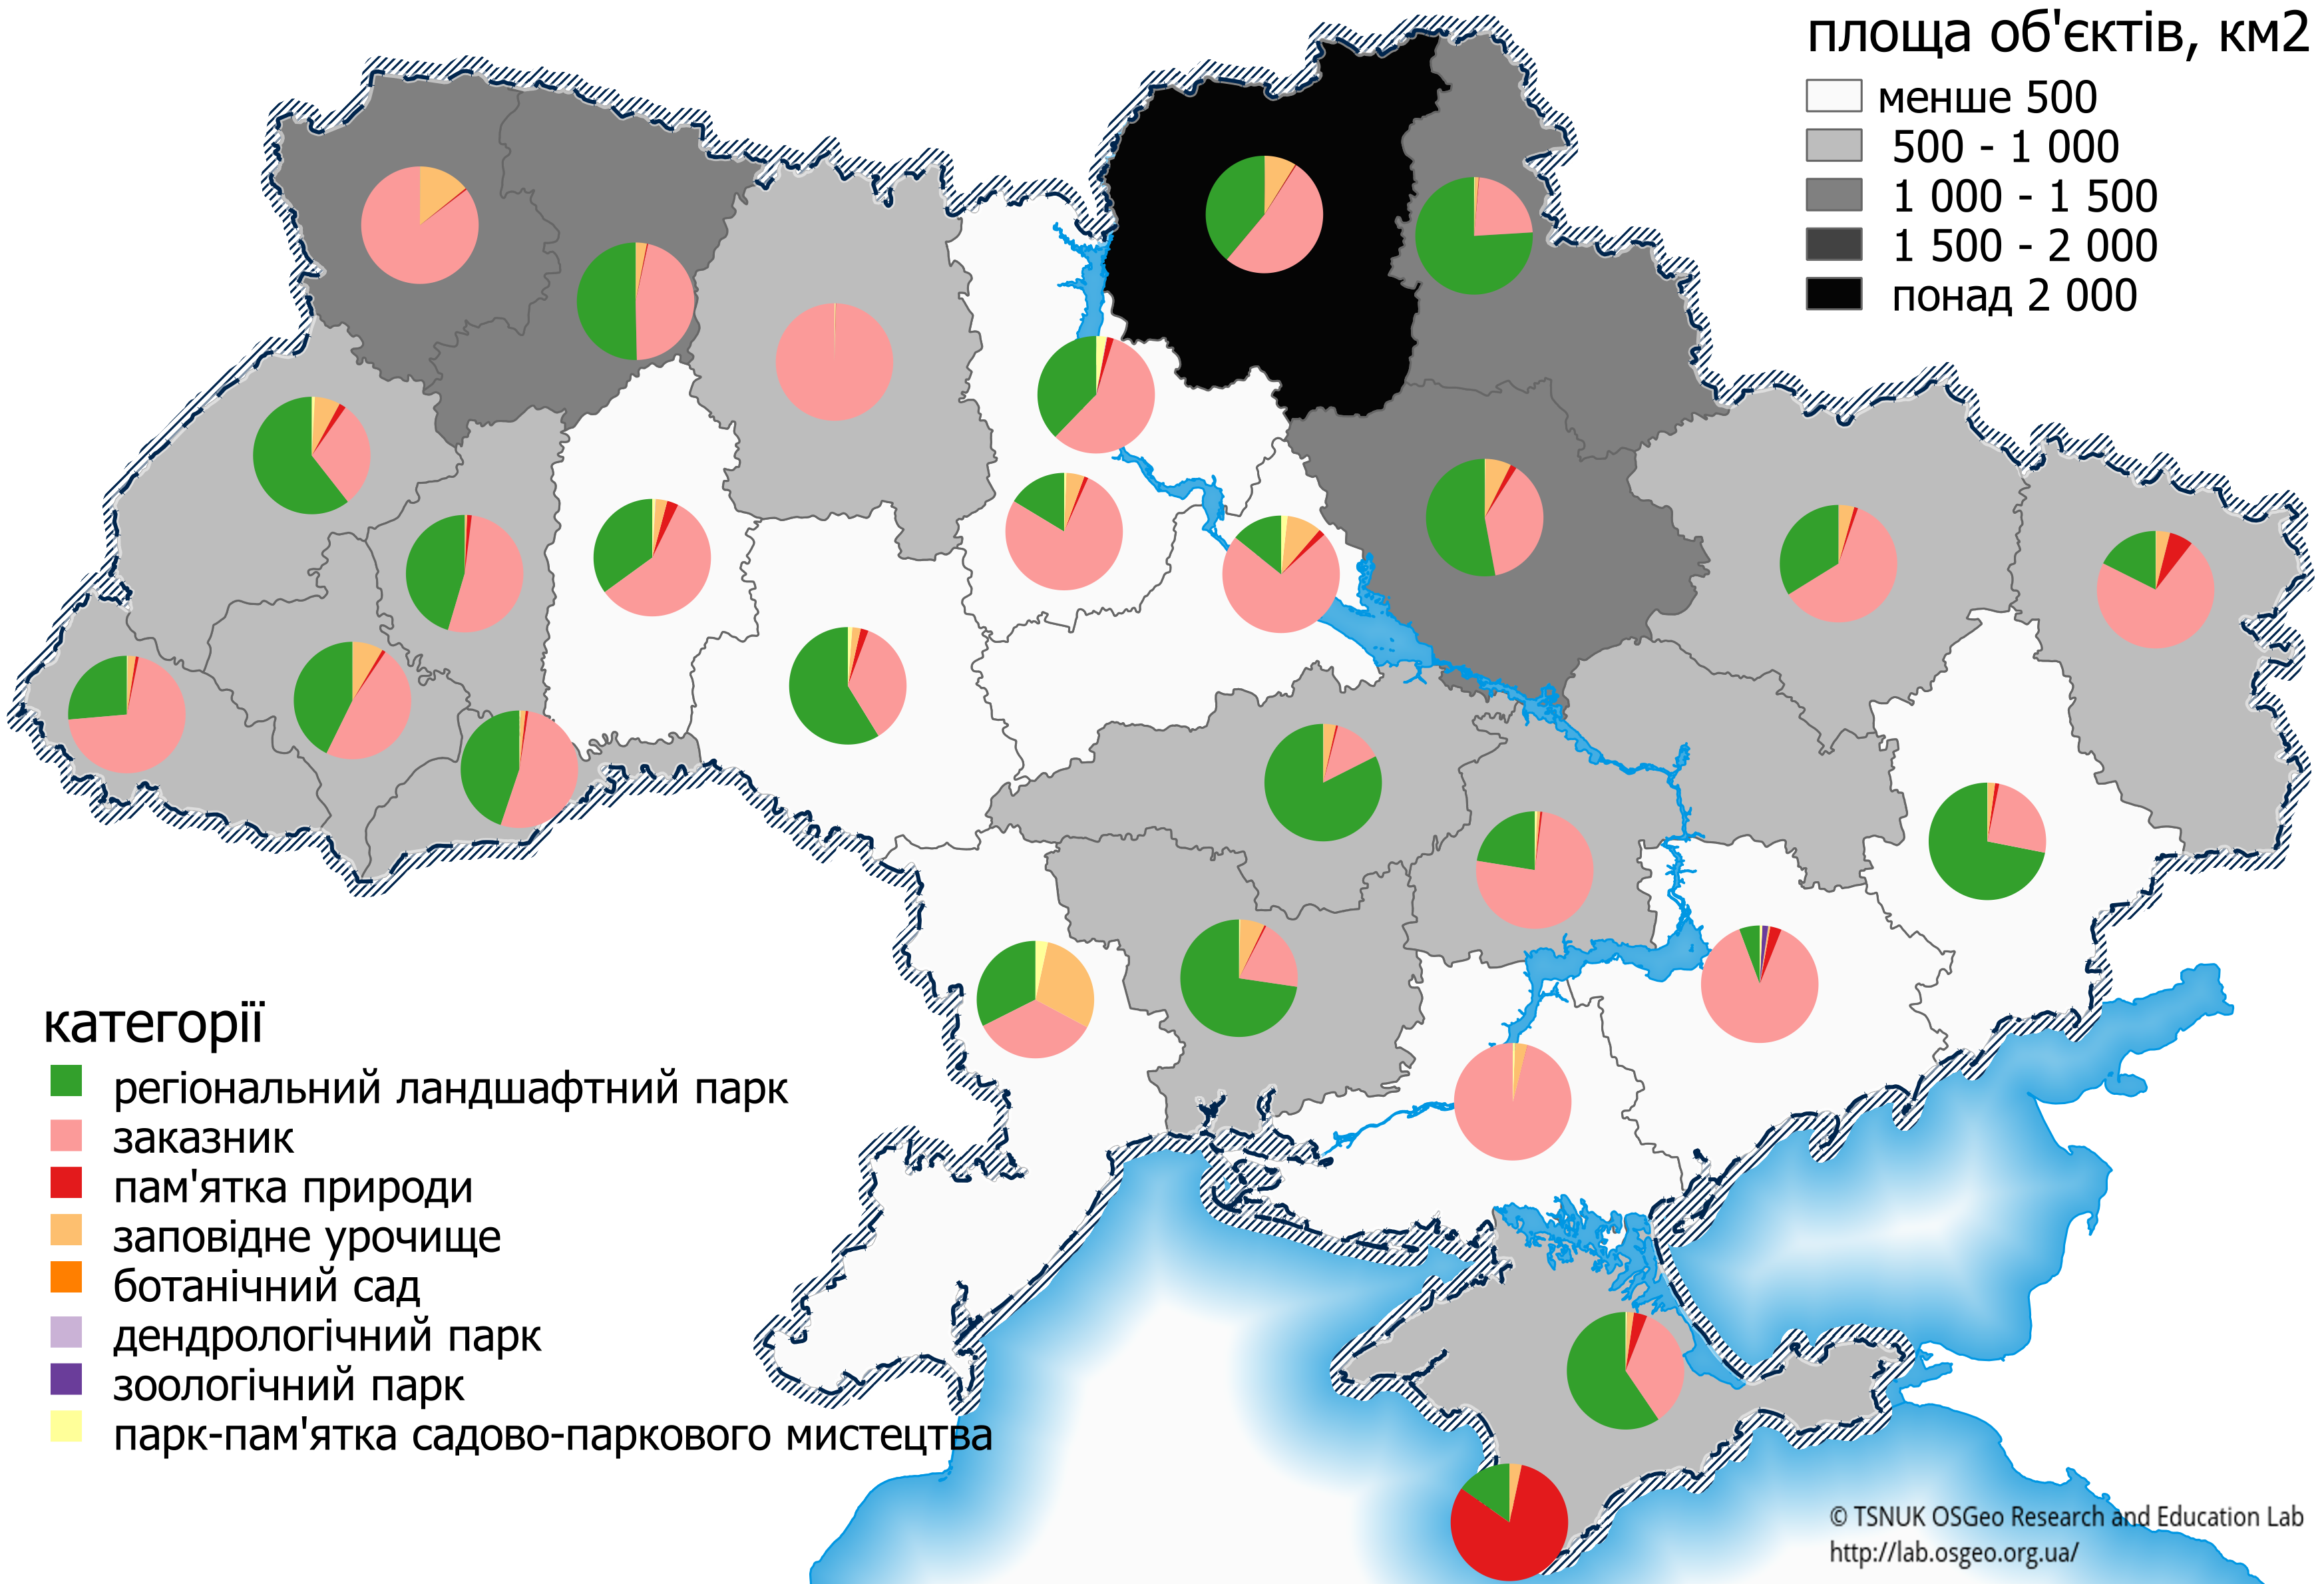 площа об'єктів, км2
менше 500
500 - 1 000
1 000 - 1 500
1 500 - 2 000
понад 2 000
категорії
регіональний ландшафтний парк
заказник
пам'ятка природи
заповідне урочище
ботанічний сад
дендрологічний парк
зоологічний парк
парк-пам'ятка садово-паркового мистецтва
© TSNUK OSGeo Research and Education Lab
http://lab.osgeo.org.ua/